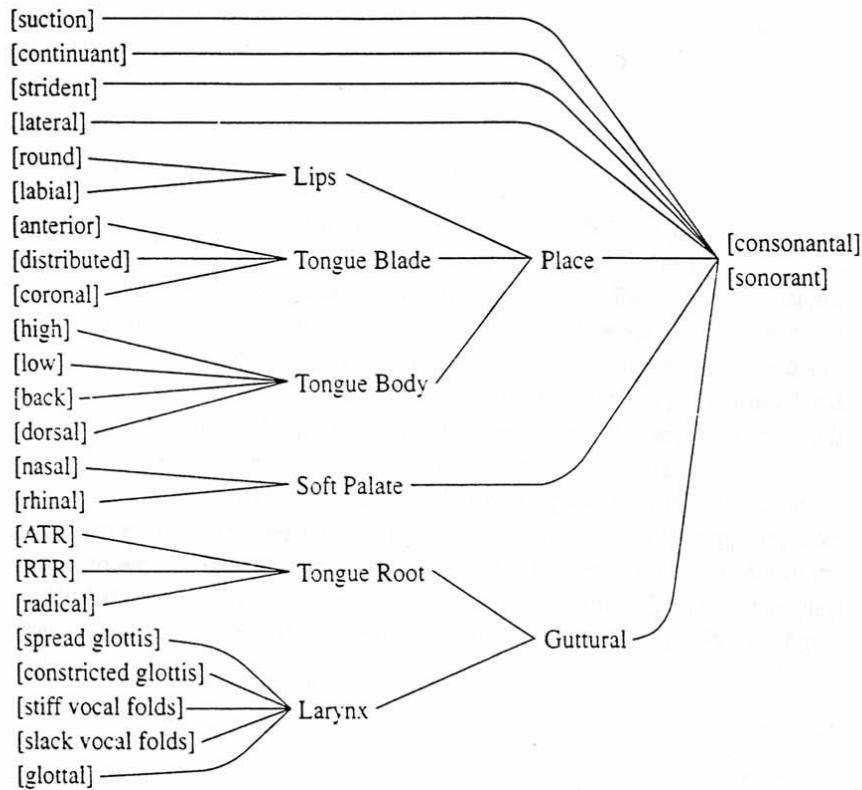 [suction]
[continuant]
[strident]
[lateral]
[round]
[labial]
Lips
[anterior]
[distributed]
[coronal]
Tongue Blade
Place
[consonantal]
[sonorant]
[high]
[low]
[back]
[dorsal]
Tongue Body
[nasal]
[rhinal]
Soft Palate
[ATR]
[RTR]
[radical]
Tongue Root
Guttural
[spread glottis]
[constricted glottis]
[stiff vocal folds]
[slack vocal folds]
[glottal]
Larynx